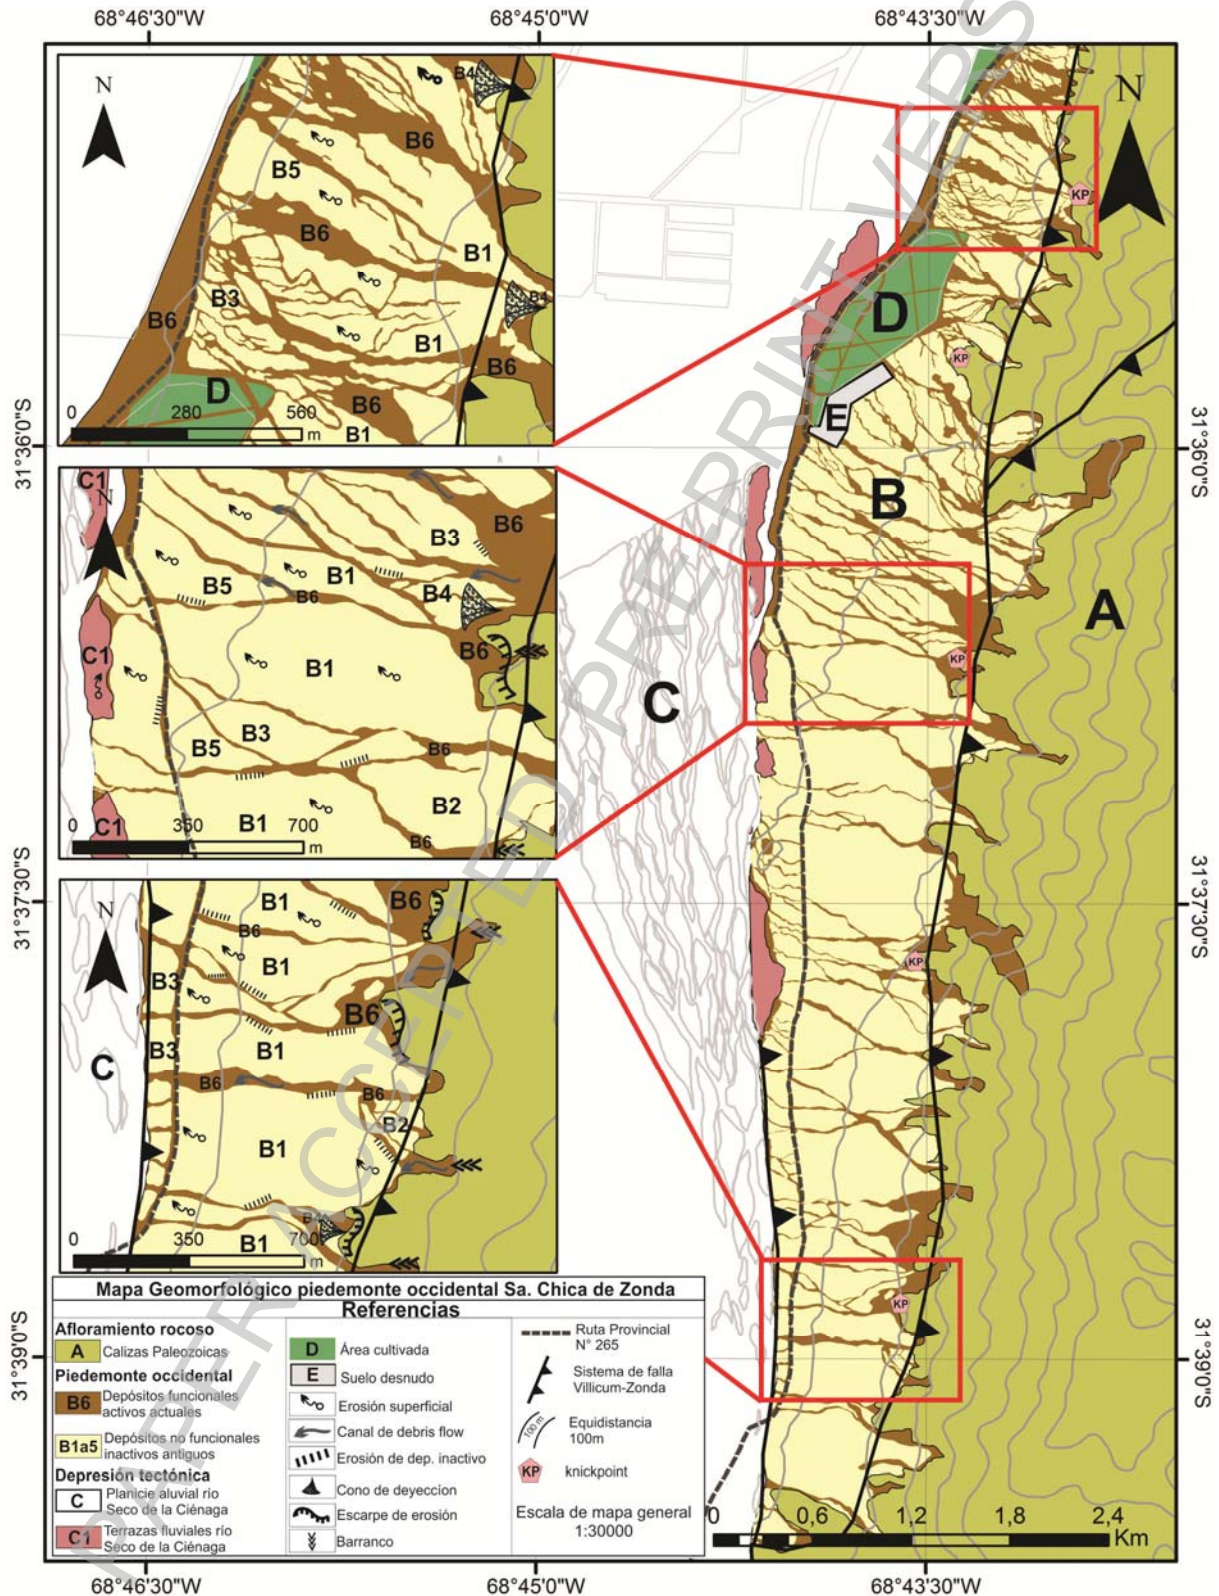 68°46'30"W 68°45'0"W 68°43'30"W
N
B4
B6
B5
B6
B1
B3
B4
B6
B1
B6
D
B6
B1
0 280 560
m
C1
N
B6
B3
B5
B1
B4
B6
C1
B6
B1
B3
B5
B6
B2
C1
B1
B6
0 350 700
m
N
B1
B6
B6
B3
B1
B6
B3
B1
C
B6
B6
B2
B1
B4
B1
0 350 700
m
N
KP
D
KP
E
B
A
KP
C
KP
KP
31°36'0"S
31°36'0"S
31°37'30"S
31°37'30"S
31°39'0"S
31°39'0"S
PAPER ACCEPTED. PREPRINT VERS
Mapa Geomorfológico piedemonte occidental Sa. Chica de Zonda
Referencias
Afloramiento rocoso
A Calizas Paleozoicas
Piedemonte occidental
B6 Depósitos funcionales
activos actuales
B1a5 Depósitos no funcionales
inactivos antiguos
Depresión tectónica
C Planicie aluvial río
Seco de la Ciénaga
C1 Terrazas fluviales río
Seco de la Ciénaga
D Área cultivada
E Suelo desnudo
Erosión superficial
Canal de debris flow
Erosión de dep. inactivo
Cono de deyeccion
Escarpe de erosión
Barranco
Ruta Provincial
N° 265
Sistema de falla
Villicum-Zonda
100 m
Equidistancia
100m
KP knickpoint
Escala de mapa general
1:30000
0 0,6 1,2 1,8 2,4
Km
68°46'30"W 68°45'0"W 68°43'30"W